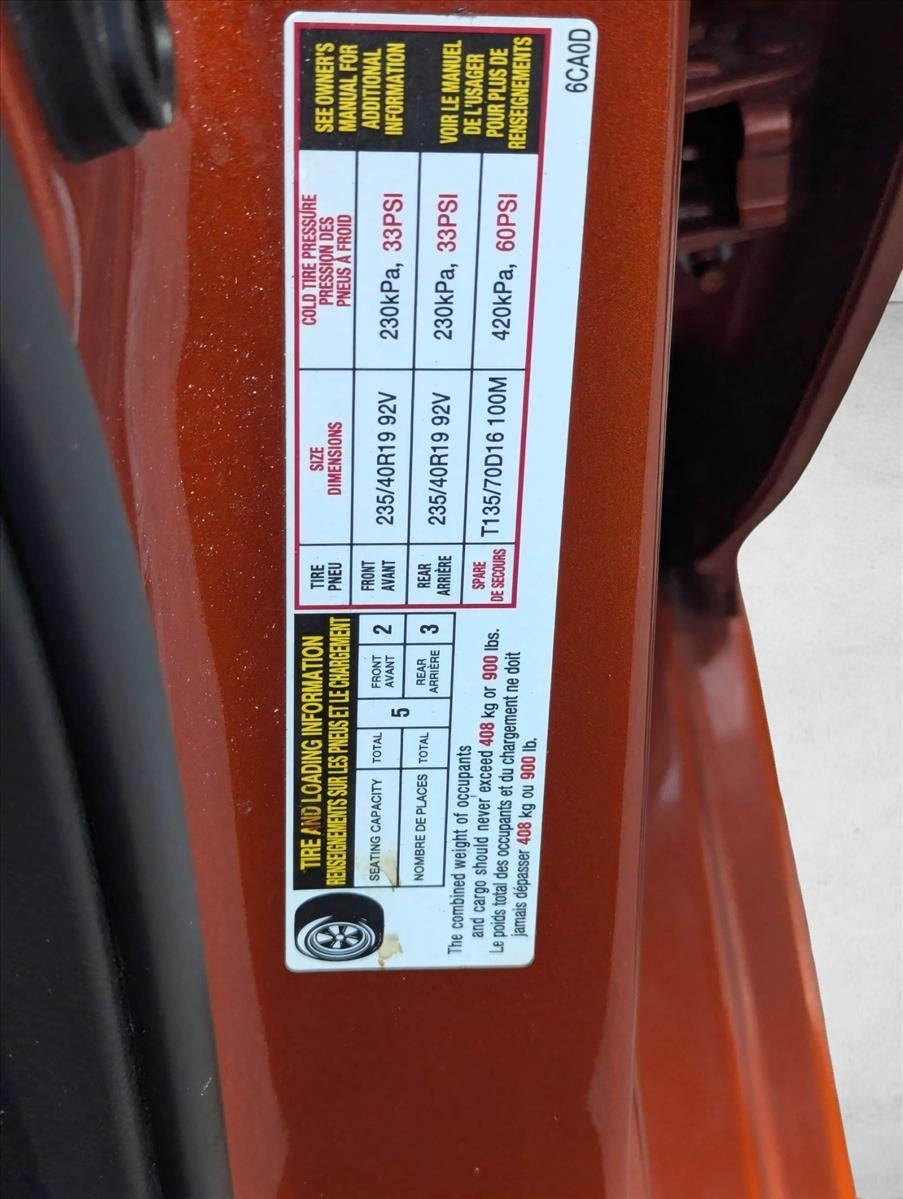 TIRE AND LOADING INFORMATION
RENSEIGNEMENTS SUR LES PNEUS ET LE CHARGEMENT
SEATING CAPACITY TOTAL 5 FRONT AVANT 2
NOMBRE DE PLACES TOTAL REAR ARRIÈRE 3
The combined weight of occupants
and cargo should never exceed 408 kg or 900 lbs.
Le poids total des occupants et du chargement ne doit
jamais dépasser 408 kg ou 900 lb.
TIRE PNEU SIZE DIMENSIONS COLD TIRE PRESSURE PRESSION DES PNEUS À FROID
FRONT AVANT 235/40R19 92V 230kPa, 33PSI
REAR ARRIÈRE 235/40R19 92V 230kPa, 33PSI
SPARE DE SECOURS T135/70D16 100M 420kPa, 60PSI
SEE OWNER'S
MANUAL FOR
ADDITIONAL
INFORMATION
VOIR LE MANUEL
DE L'USAGER
POUR PLUS DE
RENSEIGNEMENTS
6CA0D